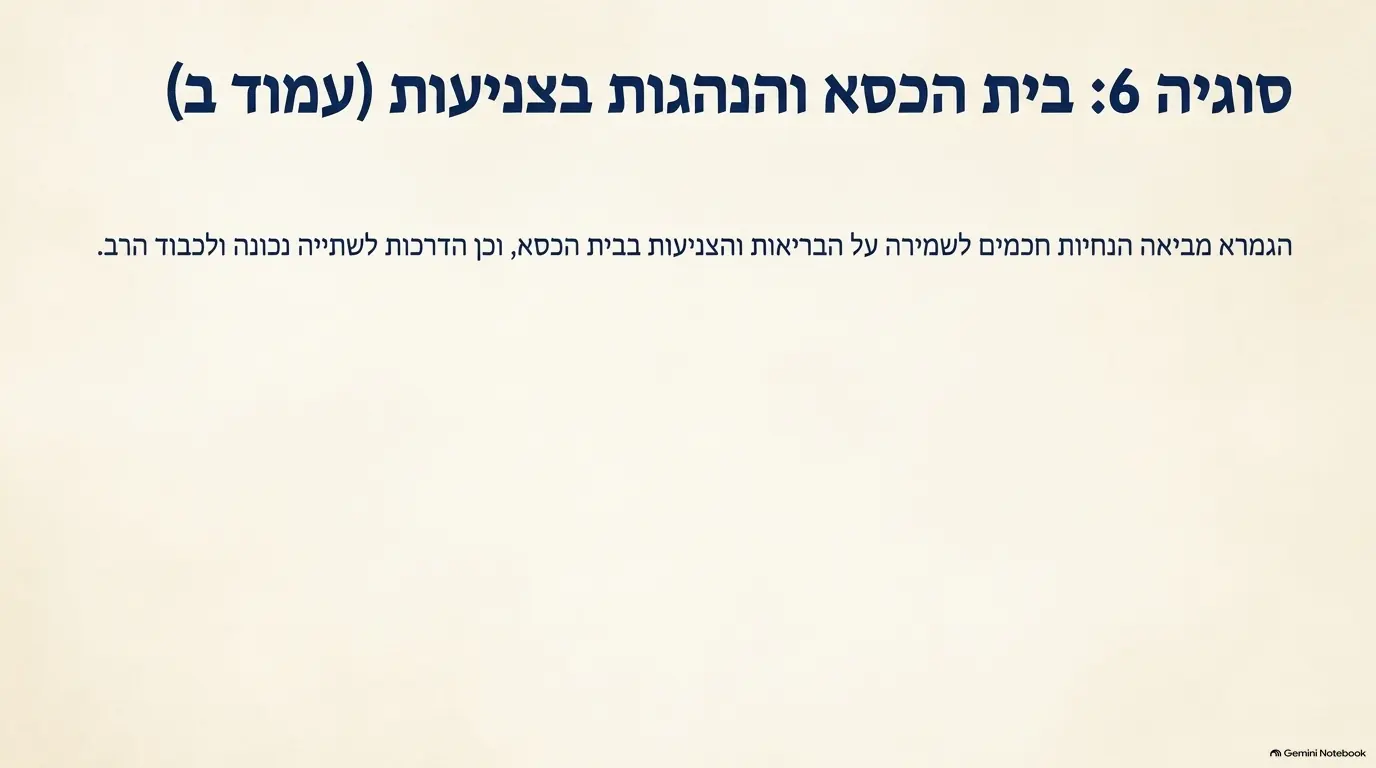 סוגיה 6: בית הכסא והנהגות בצניעות (עמוד ב)
הגמרא מביאה הנחיות חכמים לשמירה על הבריאות והצניעות בבית הכסא, וכן הדרכות לשתייה נכונה ולכבוד הרב.
Gemini Notebook